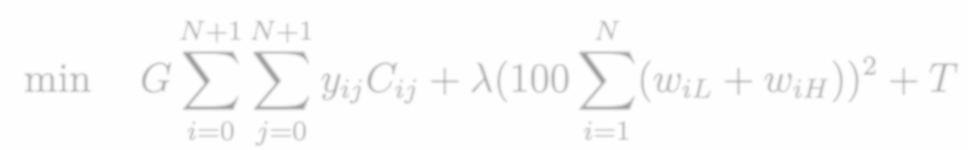 min G \sum_{i=0}^{N+1} \sum_{j=0}^{N+1} y_{ij} C_{ij} + \lambda (100 \sum_{i=1}^{N} (w_{iL} + w_{iH}))^2 + T